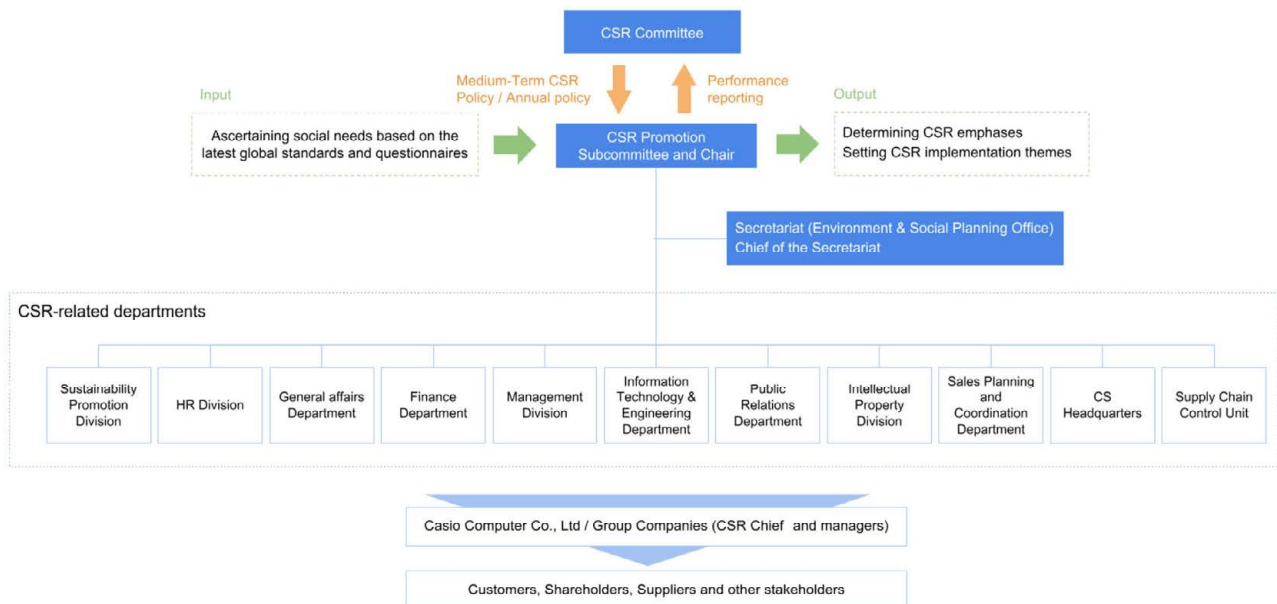 CSR Committee
Medium-Term CSR
Policy / Annual policy
Performance
reporting
Input
Ascertaining social needs based on the
latest global standards and questionnaires
CSR Promotion
Subcommittee and Chair
Output
Determining CSR emphases
Setting CSR implementation themes
Secretariat (Environment & Social Planning Office)
Chief of the Secretariat
CSR-related departments
Sustainability
Promotion
Division
HR Division
General affairs
Department
Finance
Department
Management
Division
Information
Technology &
Engineering
Department
Public
Relations
Department
Intellectual
Property
Division
Sales Planning
and
Coordination
Department
CS
Headquarters
Supply Chain
Control Unit
Casio Computer Co., Ltd / Group Companies (CSR Chief and managers)
Customers, Shareholders, Suppliers and other stakeholders